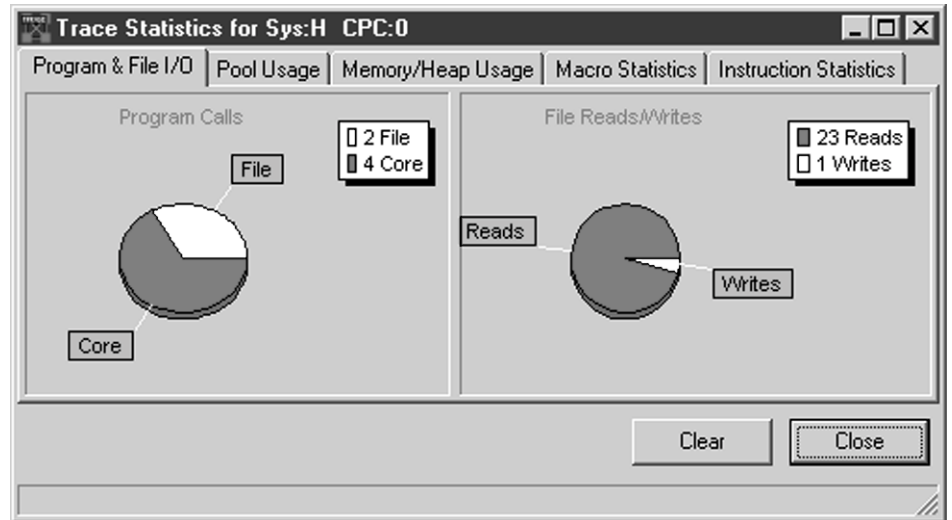 Trace Statistics for Sys:H CPC:0
Program & File I/O
Pool Usage
Memory/Heap Usage
Macro Statistics
Instruction Statistics
Program Calls
2 File
4 Core
File
Core
File Reads/Writes
23 Reads
1 Writes
Reads
Writes
Clear
Close